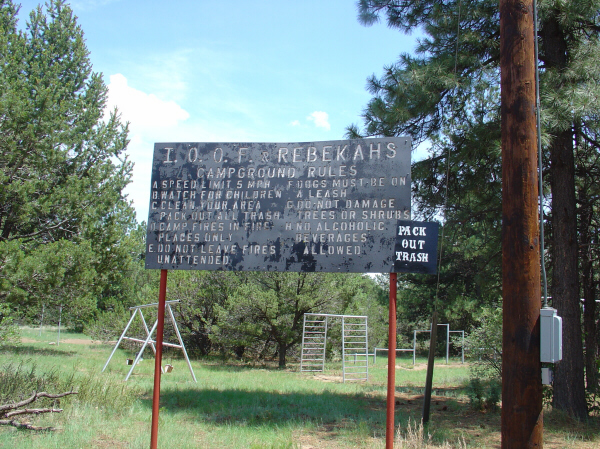 I. O. O. F. & REBEKAHS
CAMPGROUND RULES
A SPEED LIMIT 5 MPH
B WATCH FOR CHILDREN
C CLEAN YOUR AREA
PACK OUT ALL TRASH
D CAMP FIRES IN FIRE
PLACES ONLY
E DO NOT LEAVE FIRES
UNATTENDED
F DOGS MUST BE ON
A LEASH
G DO NOT DAMAGE
TREES OR SHRUBS
H NO ALCOHOLIC
BEVERAGES
ALLOWED
PACK
OUT
TRASH